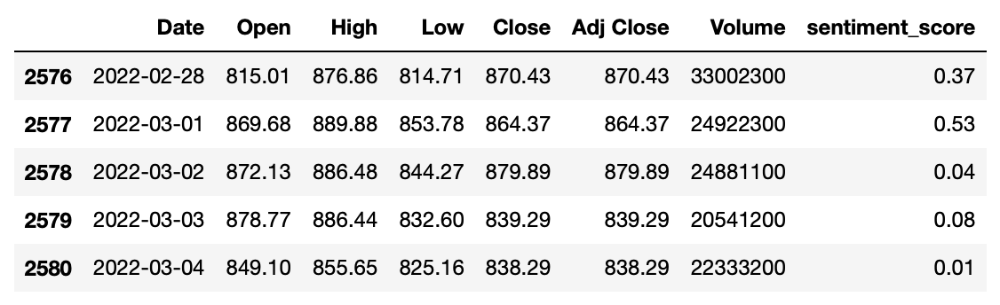 Date Open High Low Close Adj Close Volume sentiment_score
2576 2022-02-28 815.01 876.86 814.71 870.43 870.43 33002300 0.37
2577 2022-03-01 869.68 889.88 853.78 864.37 864.37 24922300 0.53
2578 2022-03-02 872.13 886.48 844.27 879.89 879.89 24881100 0.04
2579 2022-03-03 878.77 886.44 832.60 839.29 839.29 20541200 0.08
2580 2022-03-04 849.10 855.65 825.16 838.29 838.29 22333200 0.01